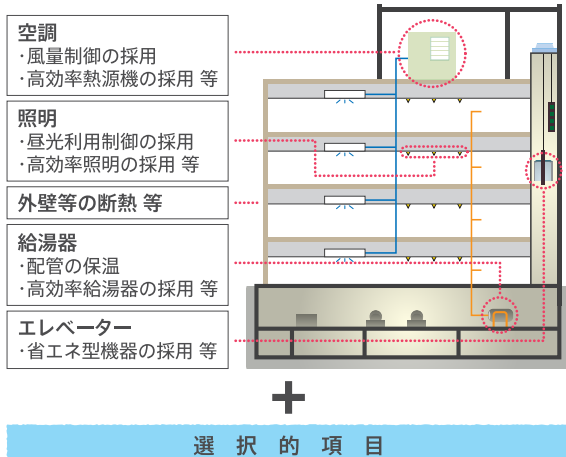 空調
・風量制御の採用
・高効率熱源機の採用 等
照明
・昼光利用制御の採用
・高効率照明の採用 等
外壁等の断熱 等
給湯器
・配管の保温
・高効率給湯器の採用 等
エレベーター
・省エネ型機器の採用 等
+
選択的項目